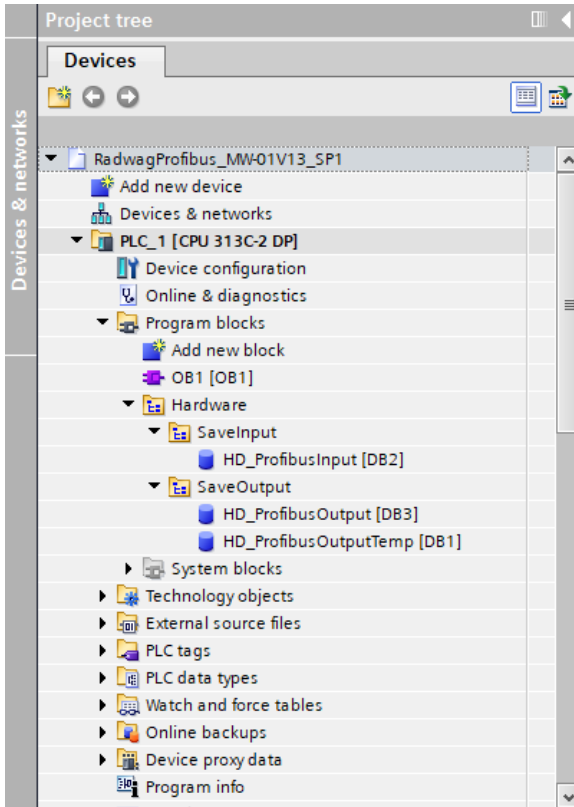 Project tree
Devices
Devices & networks
RadwagProfibus_MW-01V13_SP1
Add new device
Devices & networks
PLC_1 [CPU 313C-2 DP]
Device configuration
Online & diagnostics
Program blocks
Add new block
OB1 [OB1]
Hardware
SaveInput
HD_ProfibusInput [DB2]
SaveOutput
HD_ProfibusOutput [DB3]
HD_ProfibusOutputTemp [DB1]
System blocks
Technology objects
External source files
PLC tags
PLC data types
Watch and force tables
Online backups
Device proxy data
Program info